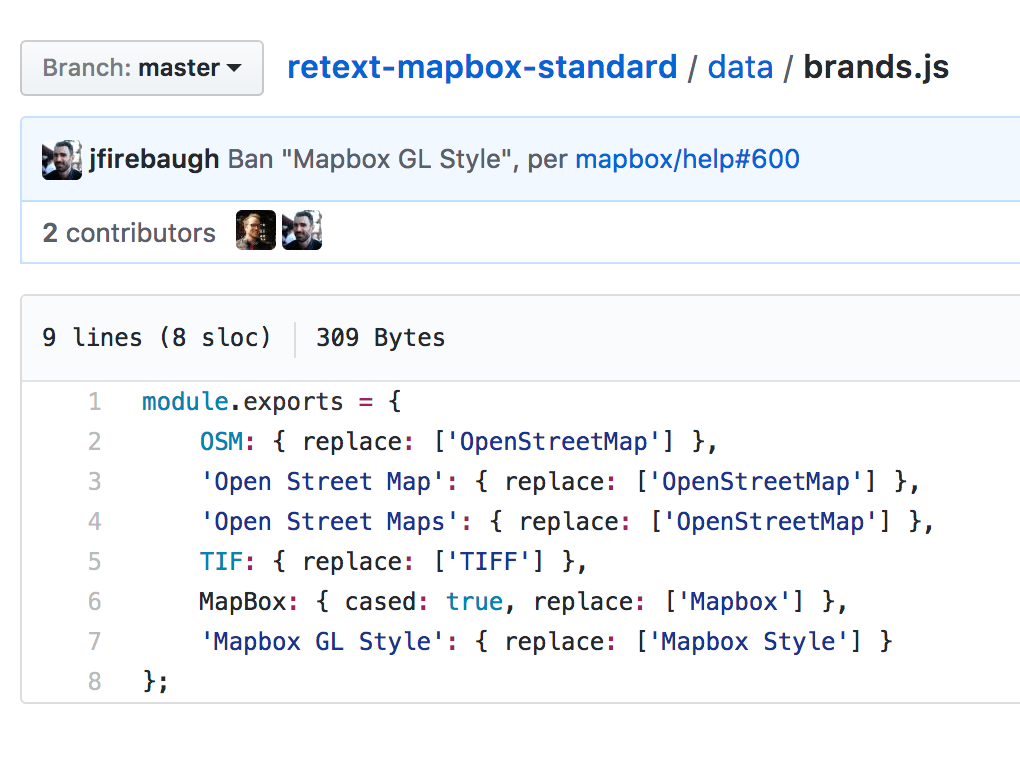 Branch: master retext-mapbox-standard / data / brands.js
jfirebaugh Ban "Mapbox GL Style", per mapbox/help#600
2 contributors
9 lines (8 sloc) 309 Bytes
1 module.exports = {
2 OSM: { replace: ['OpenStreetMap'] },
3 'Open Street Map': { replace: ['OpenStreetMap'] },
4 'Open Street Maps': { replace: ['OpenStreetMap'] },
5 TIF: { replace: ['TIFF'] },
6 MapBox: { cased: true, replace: ['Mapbox'] },
7 'Mapbox GL Style': { replace: ['Mapbox Style'] }
8 };